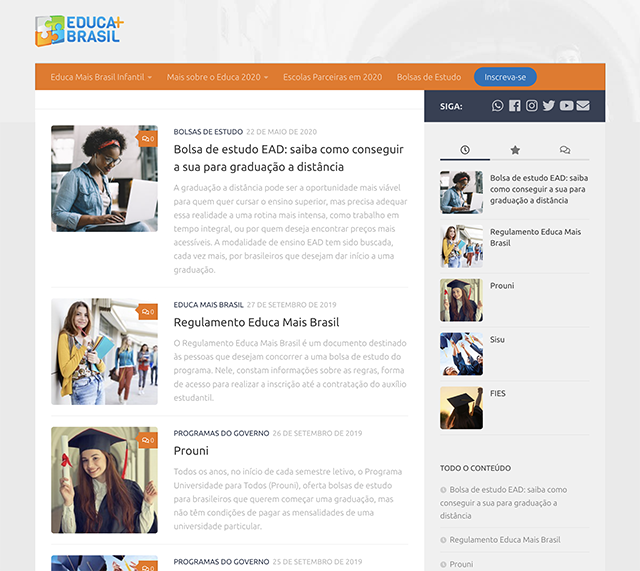 EDUCA+
BRASIL
Educa Mais Brasil Infantil
Mais sobre o Educa 2020
Escolas Parceiras em 2020
Bolsas de Estudo
Inscreva-se
SIGA:
0
BOLSAS DE ESTUDO 22 DE MAIO DE 2020
Bolsa de estudo EAD: saiba como conseguir
a sua para graduação a distância
A graduação a distância pode ser a oportunidade mais viável
para quem quer cursar o ensino superior, mas precisa adequar
essa realidade a uma rotina mais intensa, como trabalho em
tempo integral, ou por quem deseja encontrar preços mais
acessíveis. A modalidade de ensino EAD tem sido buscada,
cada vez mais, por brasileiros que desejam dar início a uma
graduação.
0
EDUCA MAIS BRASIL 27 DE SETEMBRO DE 2019
Regulamento Educa Mais Brasil
O Regulamento Educa Mais Brasil é um documento destinado
às pessoas que desejam concorrer a uma bolsa de estudo do
programa. Nele, constam informações sobre as regras, forma
de acesso para realizar a inscrição até a contratação do auxílio
estudantil.
0
PROGRAMAS DO GOVERNO 26 DE SETEMBRO DE 2019
Prouni
Todos os anos, no início de cada semestre letivo, o Programa
Universidade para Todos (Prouni), oferta bolsas de estudo
para brasileiros que querem começar uma graduação, mas
não têm condições de pagar as mensalidades de uma
universidade particular.
0
PROGRAMAS DO GOVERNO 25 DE SETEMBRO DE 2019
Bolsa de estudo EAD: saiba
como conseguir a sua para
graduação a distância
Regulamento Educa Mais
Brasil
Prouni
Sisu
FIES
TODO O CONTEÚDO
Bolsa de estudo EAD: saiba como
conseguir a sua para graduação a
distância
Regulamento Educa Mais Brasil
Prouni